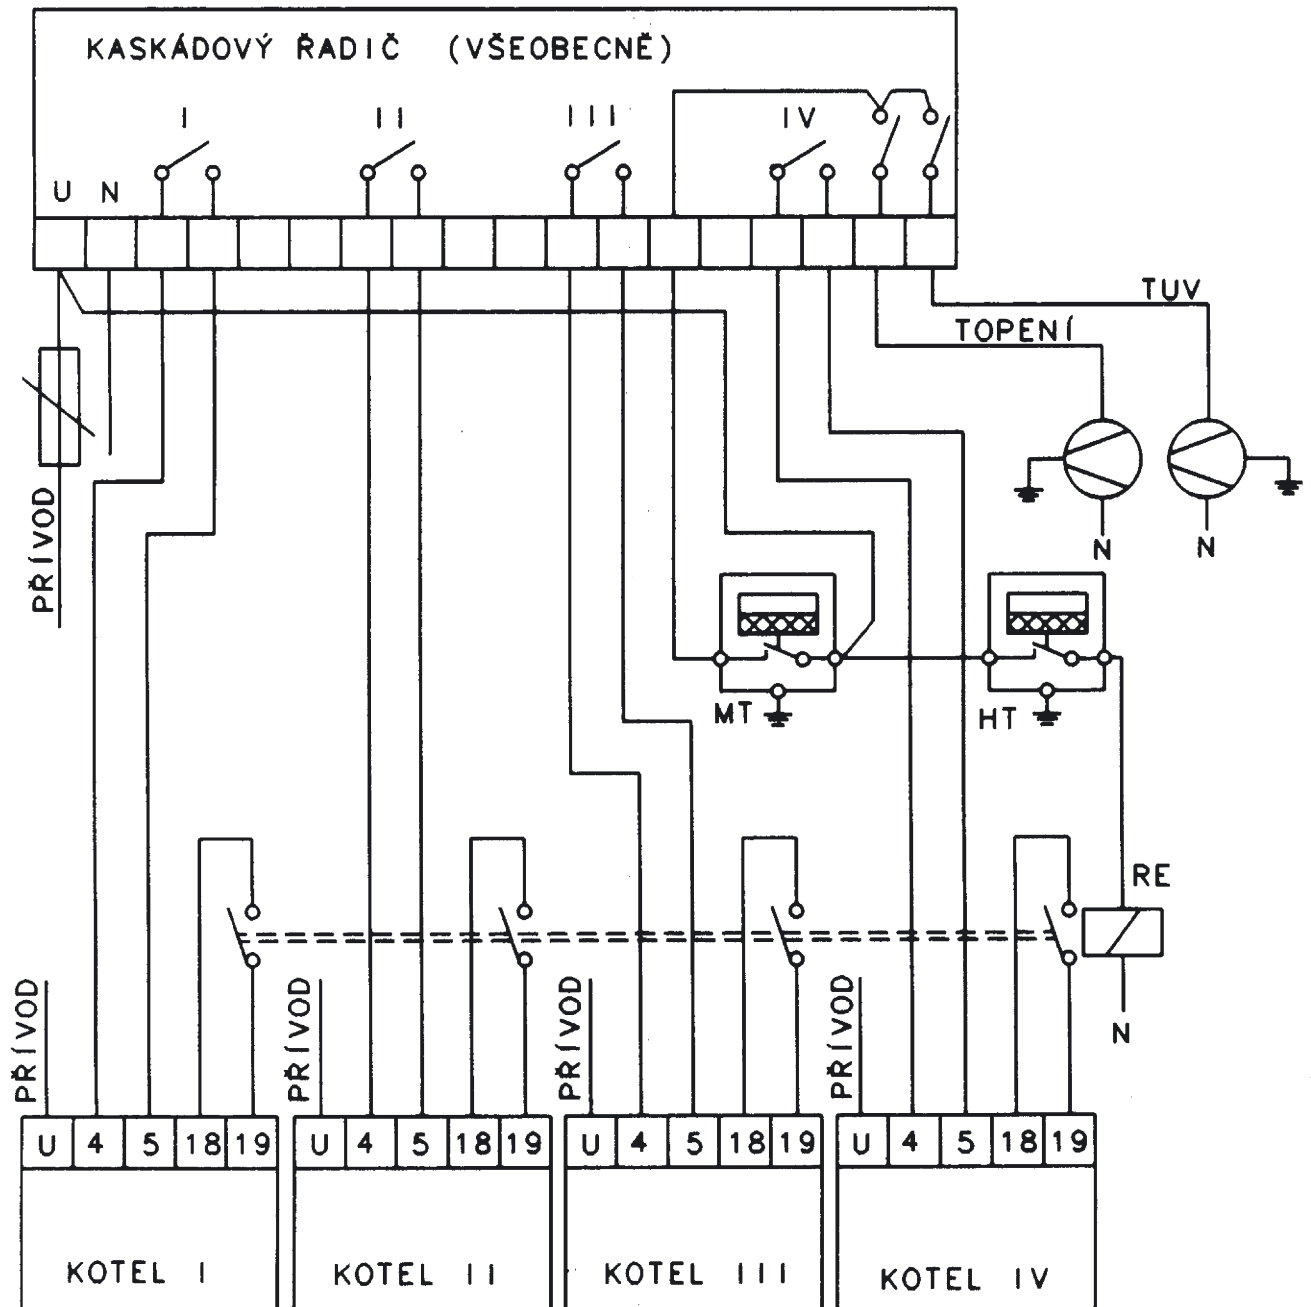 KASKÁDOVÝ ŘADIČ (VŠEOBECNĚ)
I II III IV
U N
TUV
TOPENÍ
PŘÍVOD
N N
MT HT
RE
N
PŘÍVOD PŘÍVOD PŘÍVOD PŘÍVOD
U 4 5 18 19 U 4 5 18 19 U 4 5 18 19 U 4 5 18 19
KOTEL I KOTEL II KOTEL III KOTEL IV